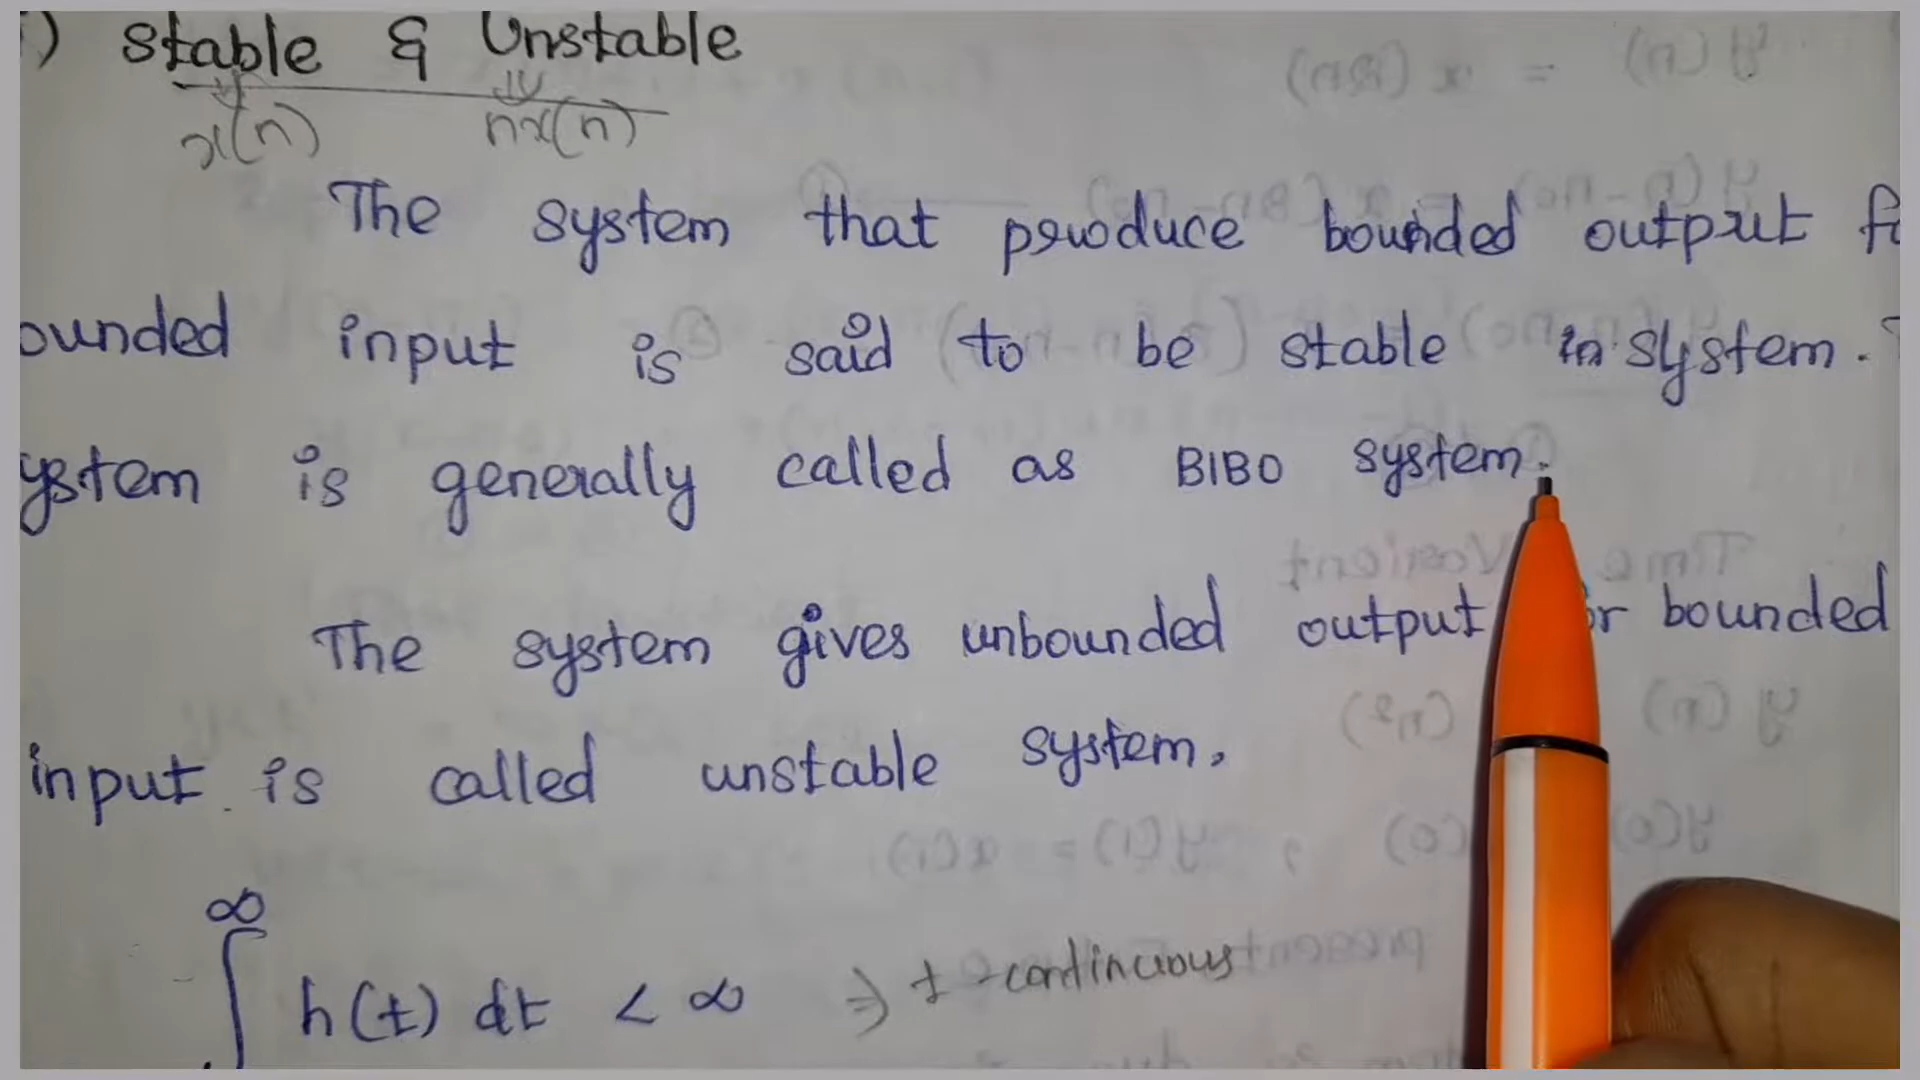 ) Stable & Unstable
x(n) nx(n)
The system that produce bounded output
ounded input is said to be stable in system.
ystem is generally called as BIBO system.
The system gives unbounded output or bounded
input is called unstable system.
∞
∫ h(t) dt < ∞ ⇒ t - continuous